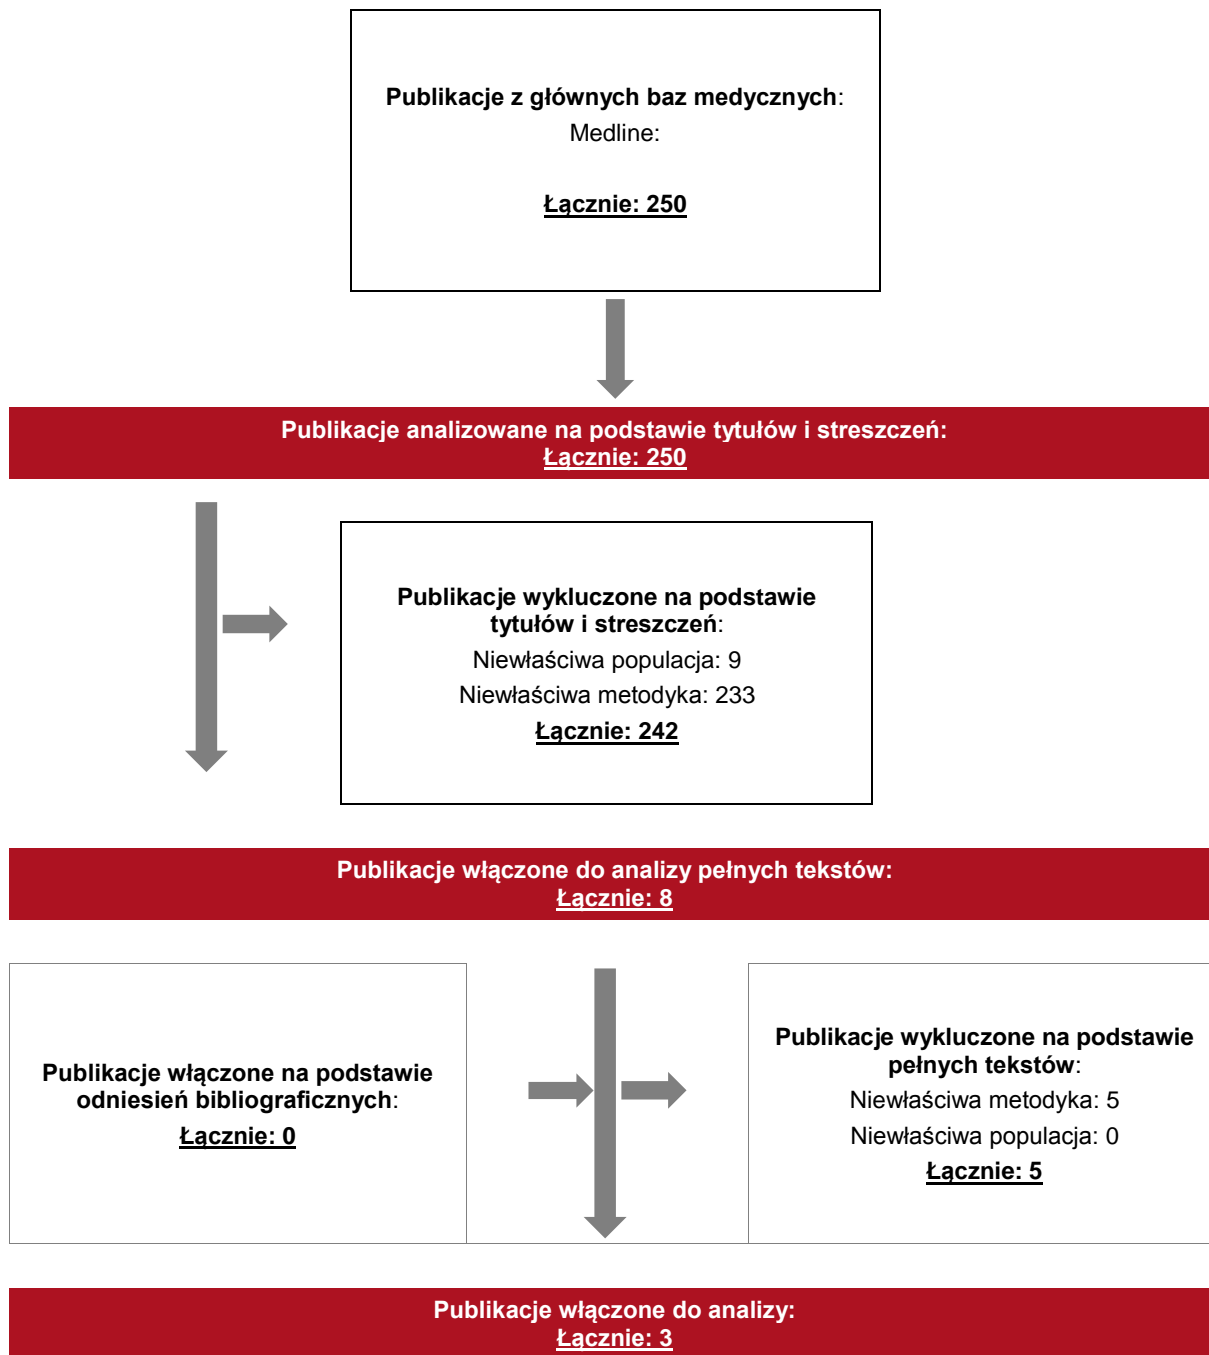 Publikacje z głównych baz medycznych:
Medline:
Łącznie: 250
Publikacje analizowane na podstawie tytułów i streszczeń:
Łącznie: 250
Publikacje wykluczone na podstawie
tytułów i streszczeń:
Niewłaściwa populacja: 9
Niewłaściwa metodyka: 233
Łącznie: 242
Publikacje włączone do analizy pełnych tekstów:
Łącznie: 8
Publikacje włączone na podstawie
odniesień bibliograficznych:
Łącznie: 0
Publikacje wykluczone na podstawie
pełnych tekstów:
Niewłaściwa metodyka: 5
Niewłaściwa populacja: 0
Łącznie: 5
Publikacje włączone do analizy:
Łącznie: 3